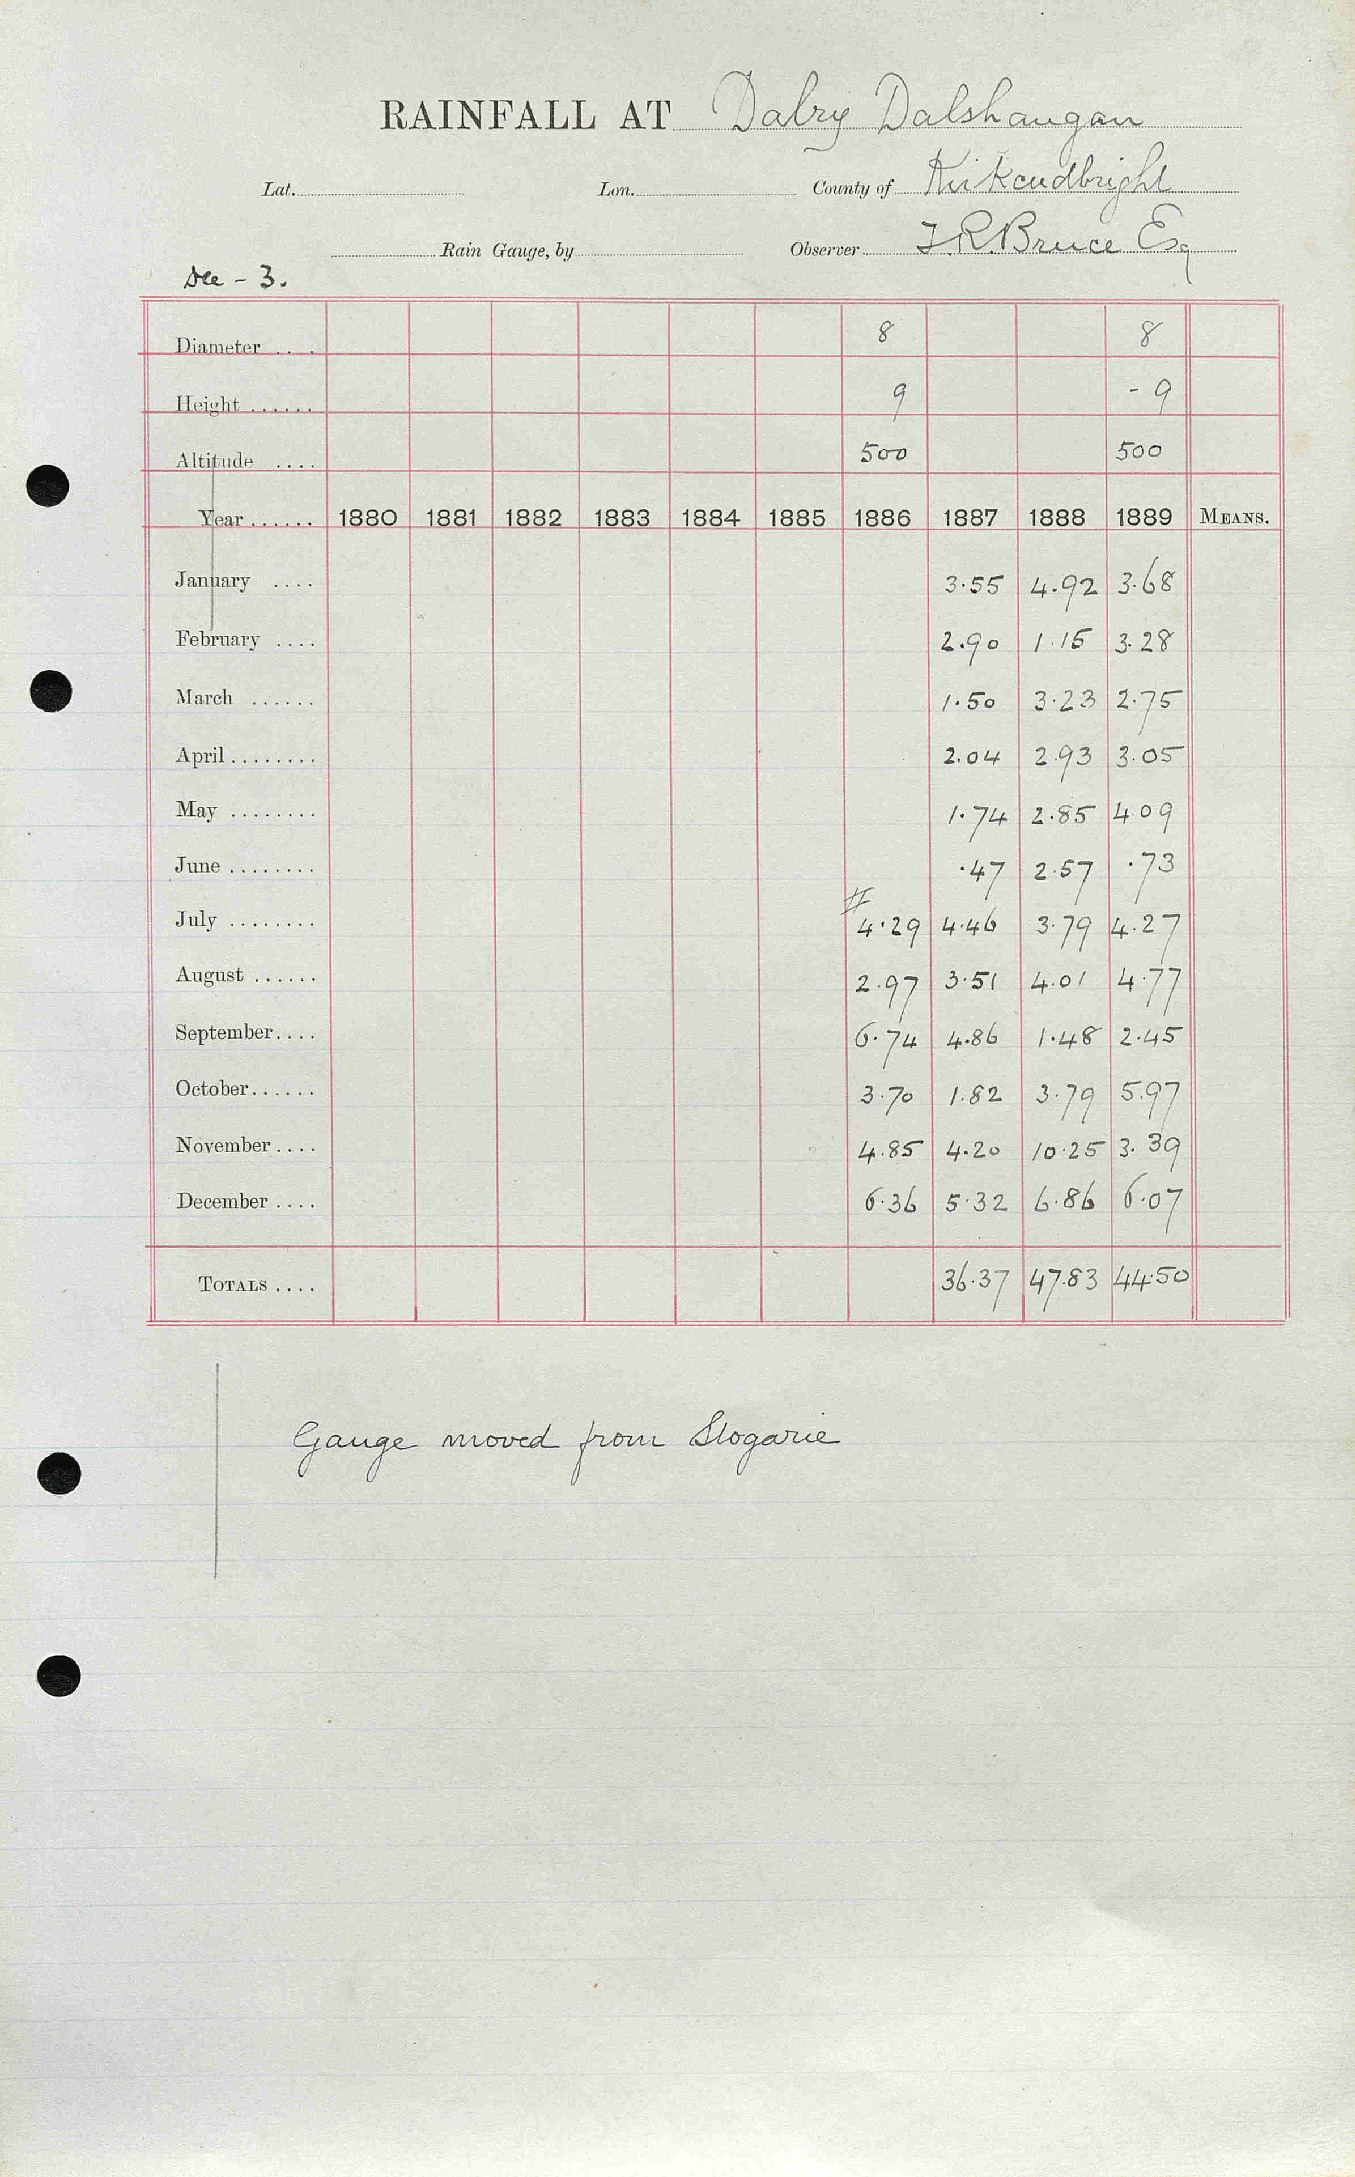 RAINFALL AT Dalry Dalshangan
Lat. Lon. County of Kirkcudbright
Rain Gauge, by Observer J.R. Bruce Esq
Dee - 3.
Diameter .... 8 8
Height ...... 9 - 9
Altitude .... 500 500
Year ...... 1880 1881 1882 1883 1884 1885 1886 1887 1888 1889 MEANS.
January .... 3.55 4.92 3.68
February .... 2.90 1.15 3.28
March ...... 1.50 3.23 2.75
April ........ 2.04 2.93 3.05
May ........ 1.74 2.85 4.09
June ........ .47 2.57 .73
July ........ # 4.29 4.46 3.79 4.27
August ...... 2.97 3.51 4.01 4.77
September.... 6.74 4.86 1.48 2.45
October...... 3.70 1.82 3.79 5.97
November.... 4.85 4.20 10.25 3.39
December.... 6.36 5.32 6.86 6.07
TOTALS .... 36.37 47.83 44.50
Gauge moved from Slogarie